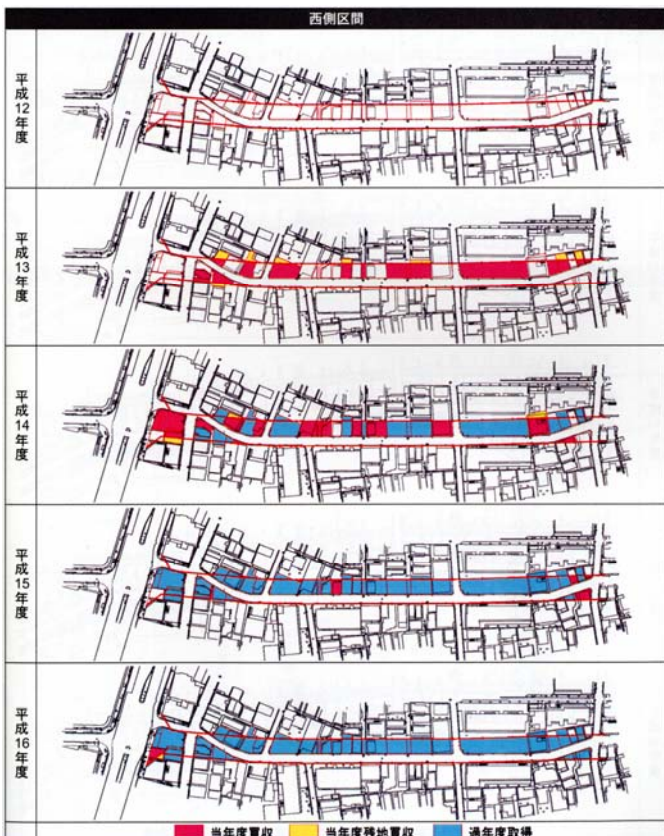 西側区間
平成12年度
平成13年度
平成14年度
平成15年度
平成16年度
当年度買収 当年度残地買収 過年度取得